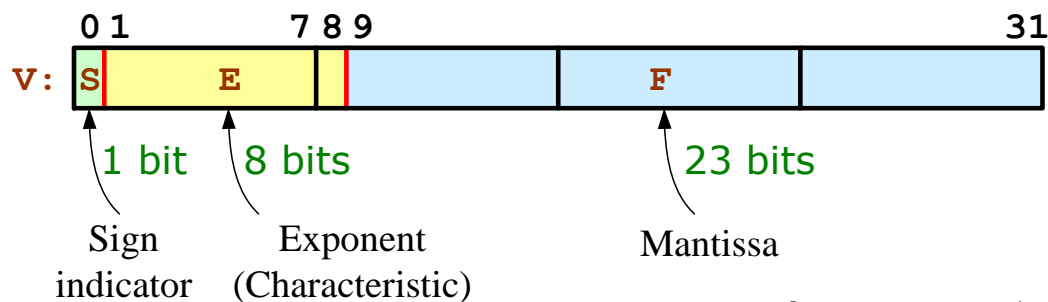 0 1 7 8 9 31
V: S E F
1 bit 8 bits 23 bits
Sign Exponent Mantissa
indicator (Characteristic)